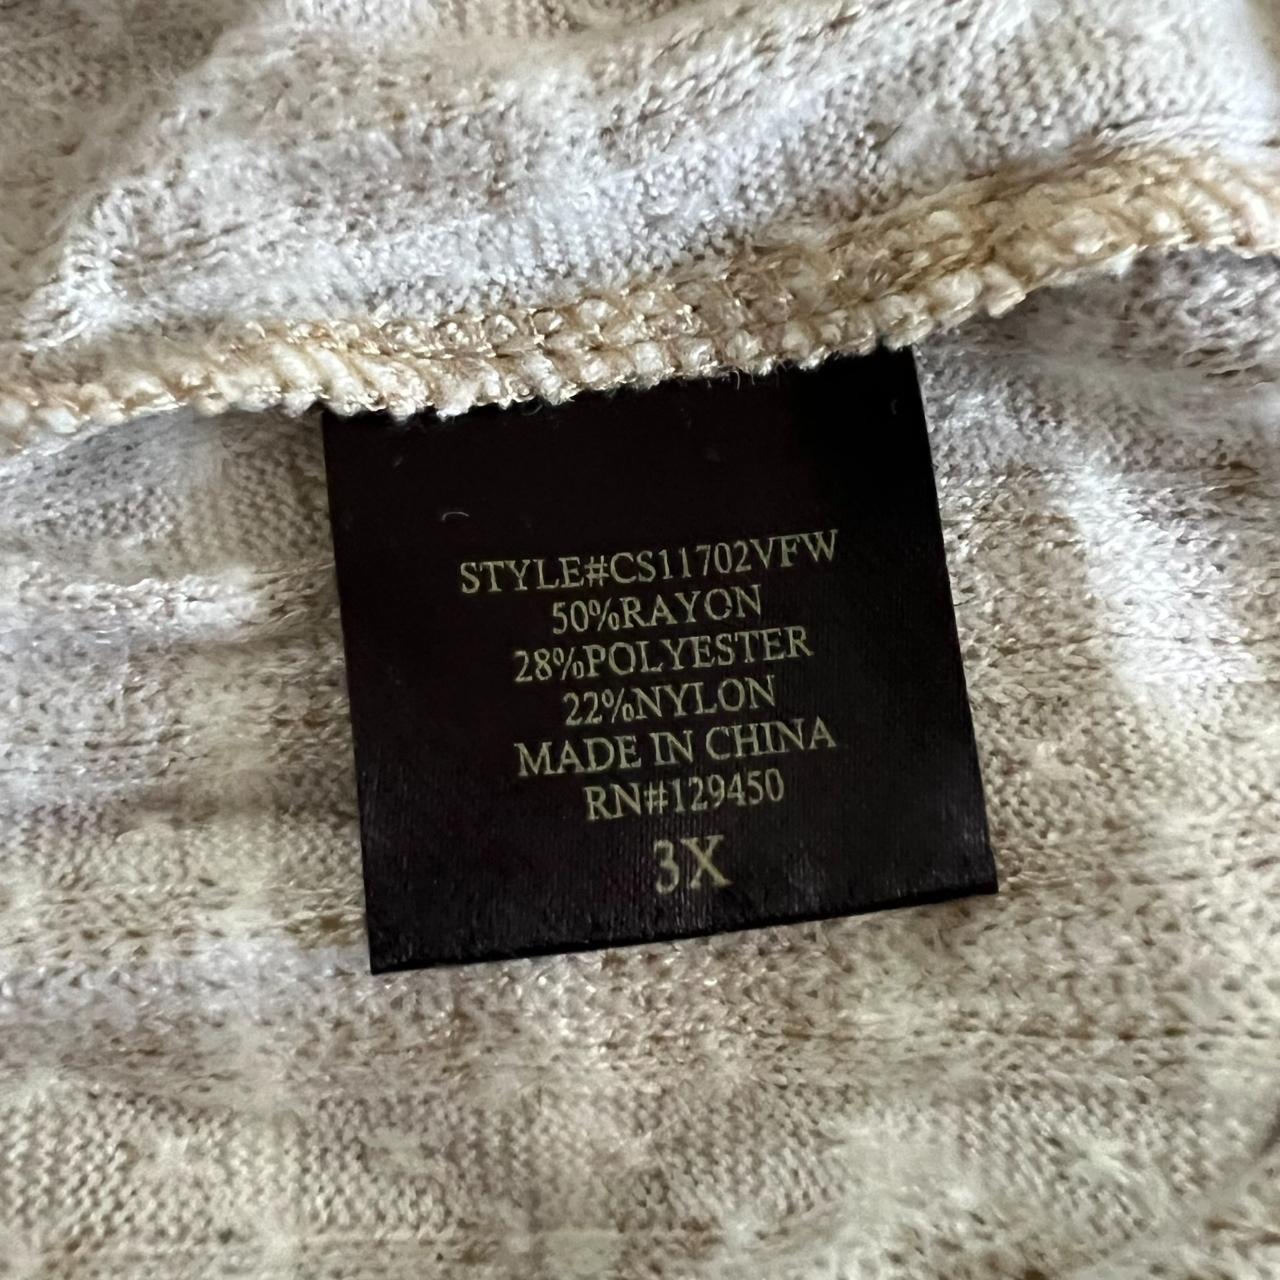 STYLE#CS11702VFW
50%RAYON
28%POLYESTER
22%NYLON
MADE IN CHINA
RN#129450
3X